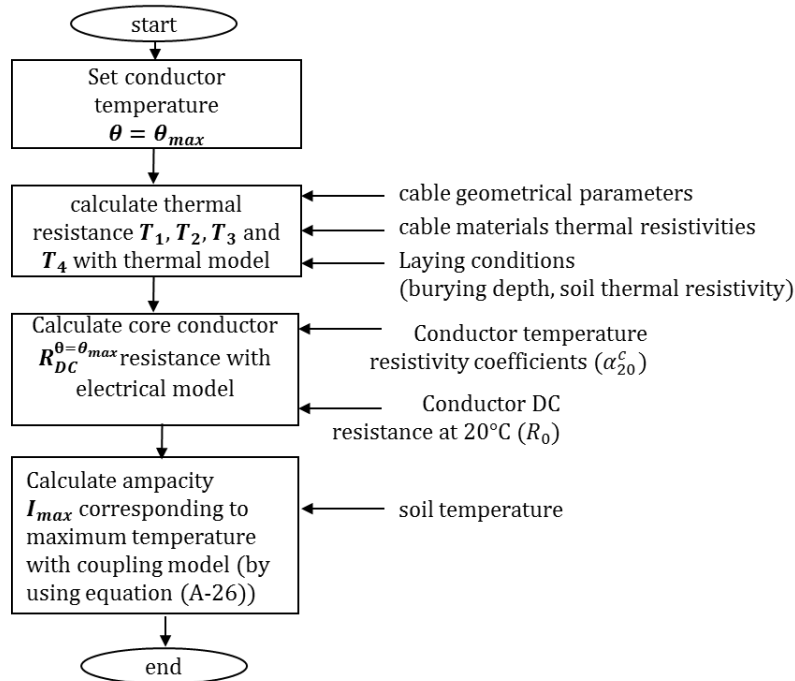 start
Set conductor
temperature
θ = θmax
calculate thermal
resistance T1, T2, T3 and
T4 with thermal model
cable geometrical parameters
cable materials thermal resistivities
Laying conditions
(burying depth, soil thermal resistivity)
Calculate core conductor
R_DC^θ=θmax resistance with
electrical model
Conductor temperature
resistivity coefficients (α_20^c)
Conductor DC
resistance at 20°C (R0)
Calculate ampacity
Imax corresponding to
maximum temperature
with coupling model (by
using equation (A-26))
soil temperature
end